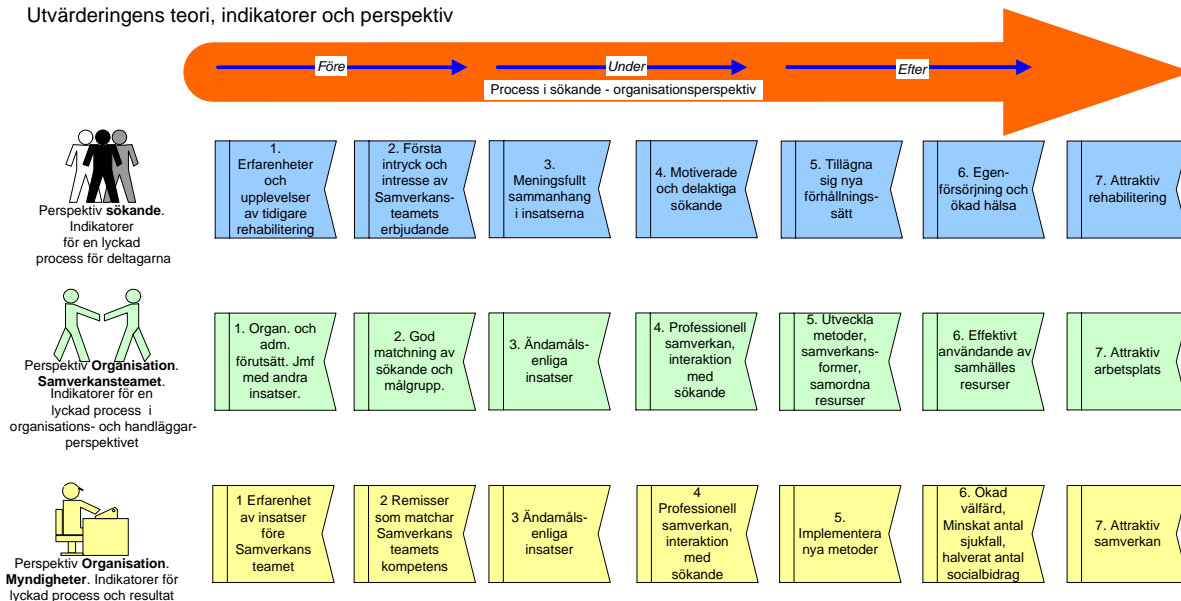 Utvärderingens teori, indikatorer och perspektiv
Före
Under
Efter
Process i sökande - organisationsperspektiv
Perspektiv sökande.
Indikatorer
för en lyckad
process för deltagarna
1.
Erfarenheter
och
upplevelser
av tidigare
rehabilitering
2. Första
intryck och
intresse av
Samverkans-
teamets
erbjudande
3.
Meningsfullt
sammanhang
i insatserna
4. Motiverade
och delaktiga
sökande
5. Tillägna
sig nya
förhållnings-
sätt
6. Egen-
försörjning och
ökad hälsa
7. Attraktiv
rehabilitering
Perspektiv Organisation.
Samverkansteamet.
Indikatorer för en
lyckad process i
organisations- och handläggar-
perspektivet
1. Organ. och
adm.
förutsätt. Jmf
med andra
insatser.
2. God
matchning av
sökande och
målgrupp.
3. Ändamåls-
enliga
insatser
4. Professionell
samverkan,
interaktion
med
sökande
5. Utveckla
metoder,
samverkans-
former,
samordna
resurser
6. Effektivt
användande av
samhälles
resurser
7. Attraktiv
arbetsplats
Perspektiv Organisation.
Myndigheter. Indikatorer för
lyckad process och resultat
1 Erfarenhet
av insatser
före
Samverkans
teamet
2 Remisser
som matchar
Samverkans
teamets
kompetens
3 Ändamåls-
enliga
insatser
4
Professionell
samverkan,
interaktion
med
sökande
5.
Implementera
nya metoder
6. Ökad
välfärd,
Minskat antal
sjukfall,
halverat antal
socialbidrag
7. Attraktiv
samverkan